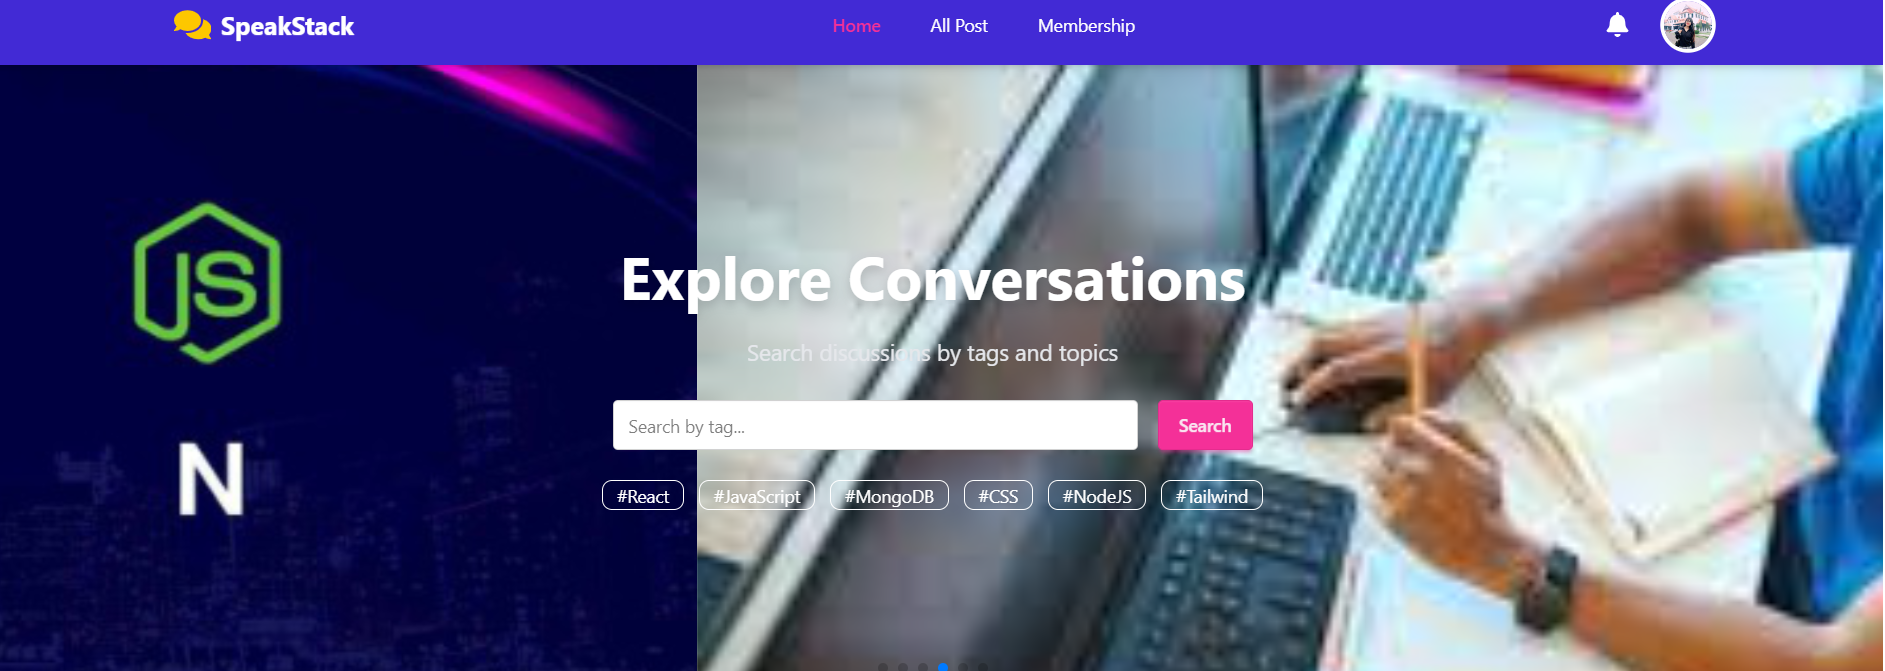 SpeakStack
Home All Post Membership
JS
Explore Conversations
Search discussions by tags and topics
Search by tag... Search
N
#React #JavaScript #MongoDB #CSS #NodeJS #Tailwind